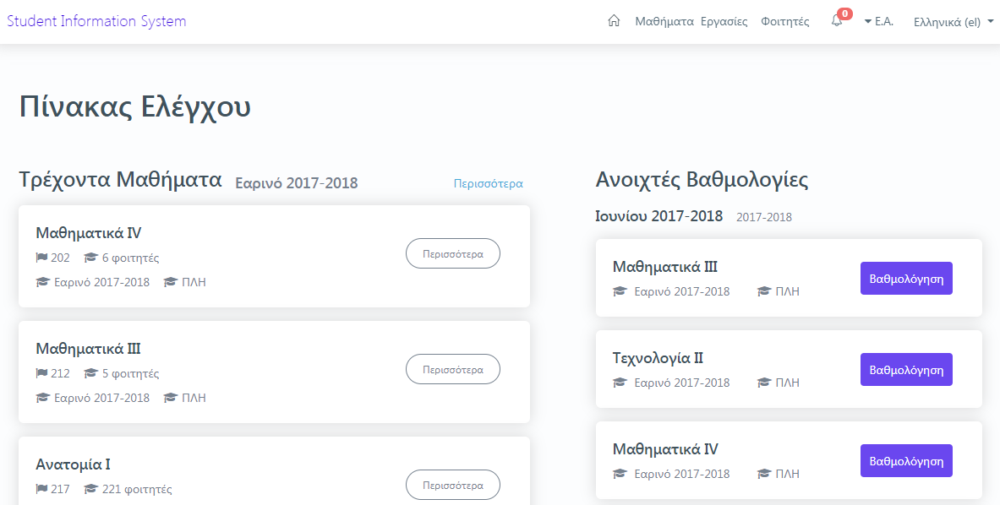 Student Information System
Μαθήματα Εργασίες Φοιτητές 0 Ε.Α. Ελληνικά (el)
Πίνακας Ελέγχου
Τρέχοντα Μαθήματα Εαρινό 2017-2018 Περισσότερα
Μαθηματικά IV
202 6 φοιτητές
Εαρινό 2017-2018 ΠΛΗ
Περισσότερα
Μαθηματικά III
212 5 φοιτητές
Εαρινό 2017-2018 ΠΛΗ
Περισσότερα
Ανατομία I
217 221 φοιτητές
Περισσότερα
Ανοιχτές Βαθμολογίες
Ιουνίου 2017-2018 2017-2018
Μαθηματικά III
Εαρινό 2017-2018 ΠΛΗ
Βαθμολόγηση
Τεχνολογία II
Εαρινό 2017-2018 ΠΛΗ
Βαθμολόγηση
Μαθηματικά IV
Εαρινό 2017-2018 ΠΛΗ
Βαθμολόγηση